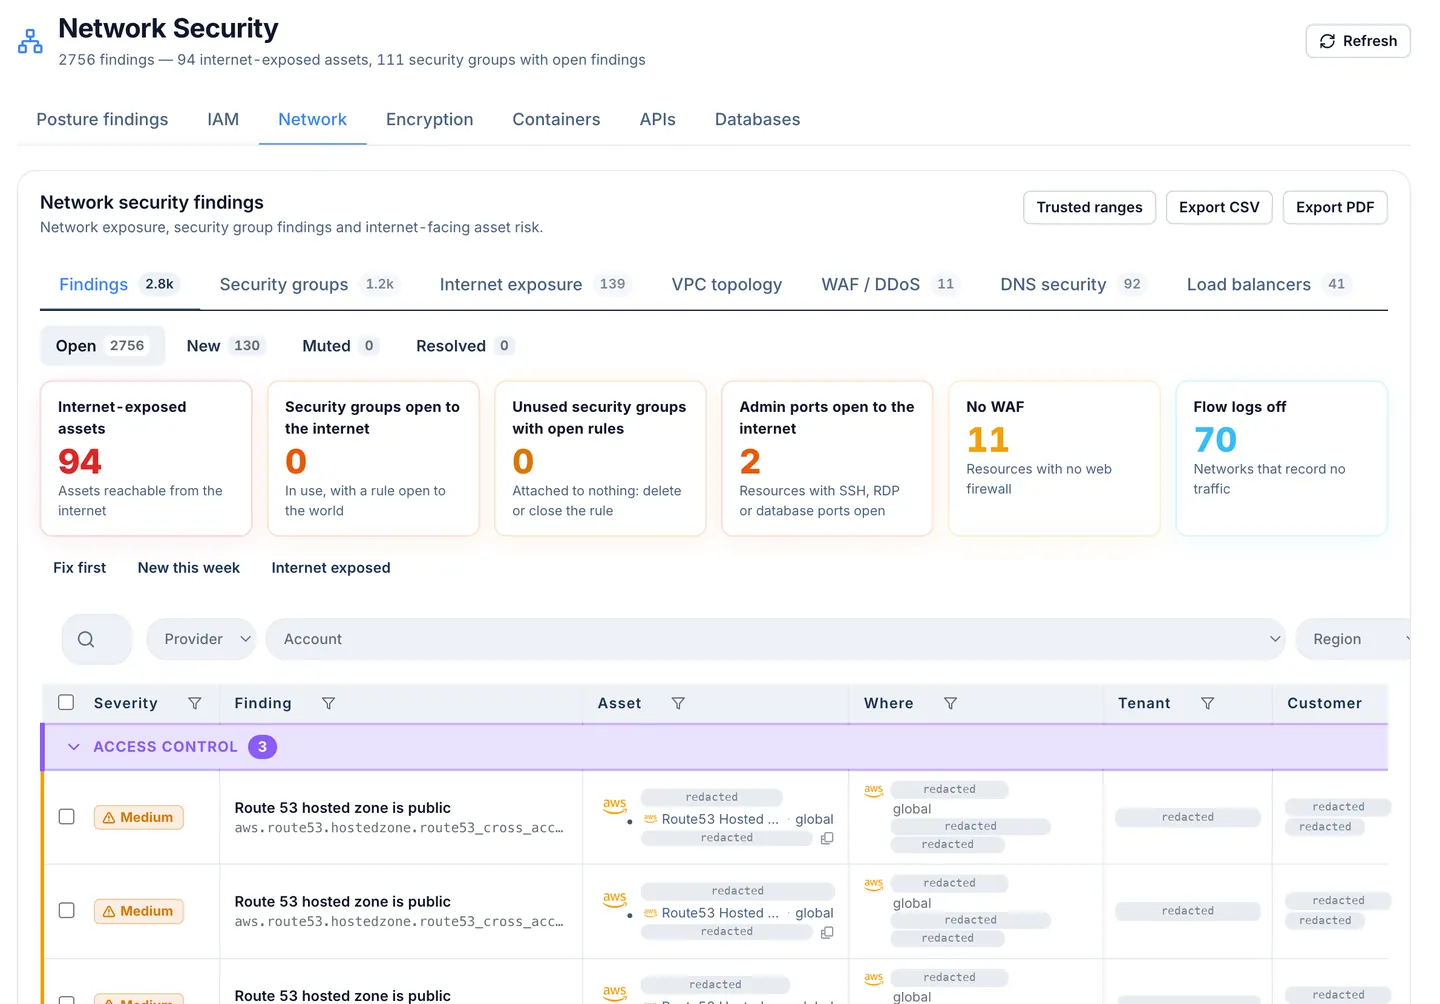 Network Security
2756 findings — 94 internet-exposed assets, 111 security groups with open findings
Refresh
Posture findings IAM Network Encryption Containers APIs Databases
Network security findings
Network exposure, security group findings and internet-facing asset risk.
Trusted ranges Export CSV Export PDF
Findings 2.8k Security groups 1.2k Internet exposure 139 VPC topology WAF / DDoS 11 DNS security 92 Load balancers 41
Open 2756 New 130 Muted 0 Resolved 0
Internet-exposed
assets
94
Assets reachable from the
internet
Security groups open to
the internet
0
In use, with a rule open to
the world
Unused security groups
with open rules
0
Attached to nothing: delete
or close the rule
Admin ports open to the
internet
2
Resources with SSH, RDP
or database ports open
No WAF
11
Resources with no web
firewall
Flow logs off
70
Networks that record no
traffic
Fix first New this week Internet exposed
Provider Account Region
Severity Finding Asset Where Tenant Customer
ACCESS CONTROL 3
Medium
Route 53 hosted zone is public
aws.route53.hostedzone.route53_cross_acc…
aws
redacted
aws Route53 Hosted ... · global
redacted
aws
redacted
global
redacted
redacted
redacted
redacted
redacted
Medium
Route 53 hosted zone is public
aws.route53.hostedzone.route53_cross_acc…
aws
redacted
aws Route53 Hosted ... · global
redacted
aws
redacted
global
redacted
redacted
redacted
redacted
redacted
Medium
Route 53 hosted zone is public
aws
redacted
aws
redacted
global
redacted